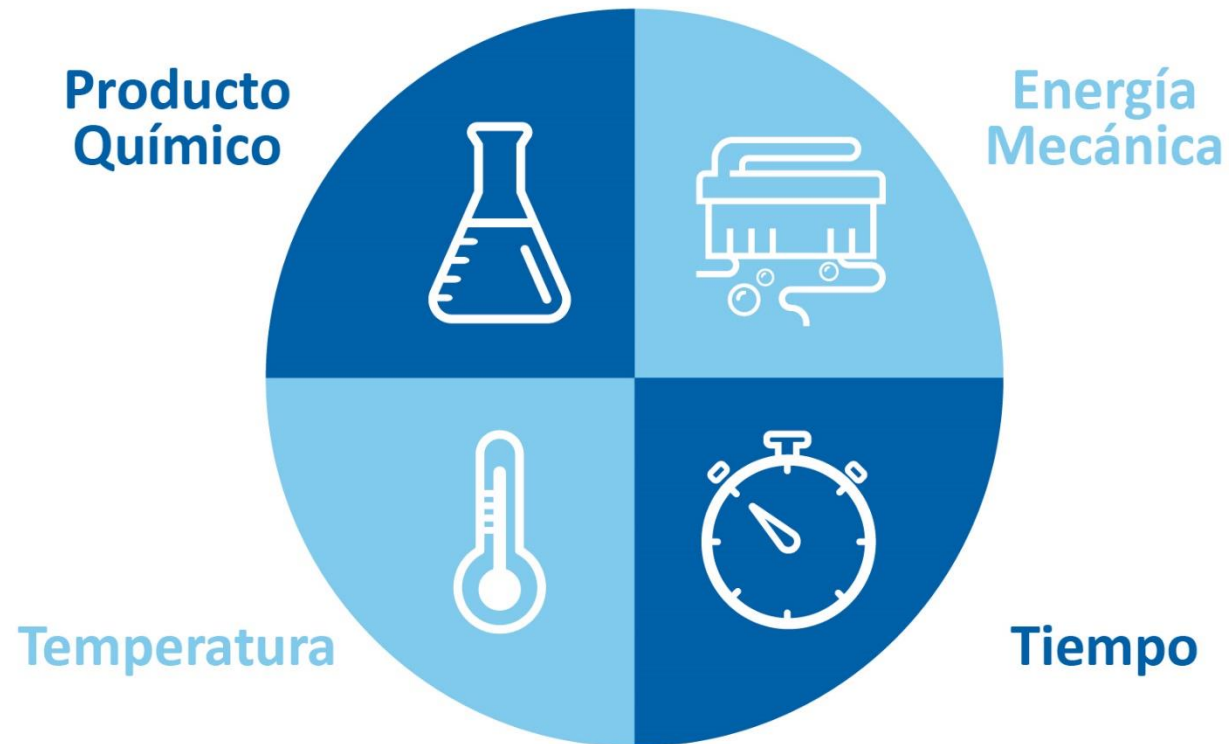 Producto
Químico
Energía
Mecánica
Temperatura
Tiempo